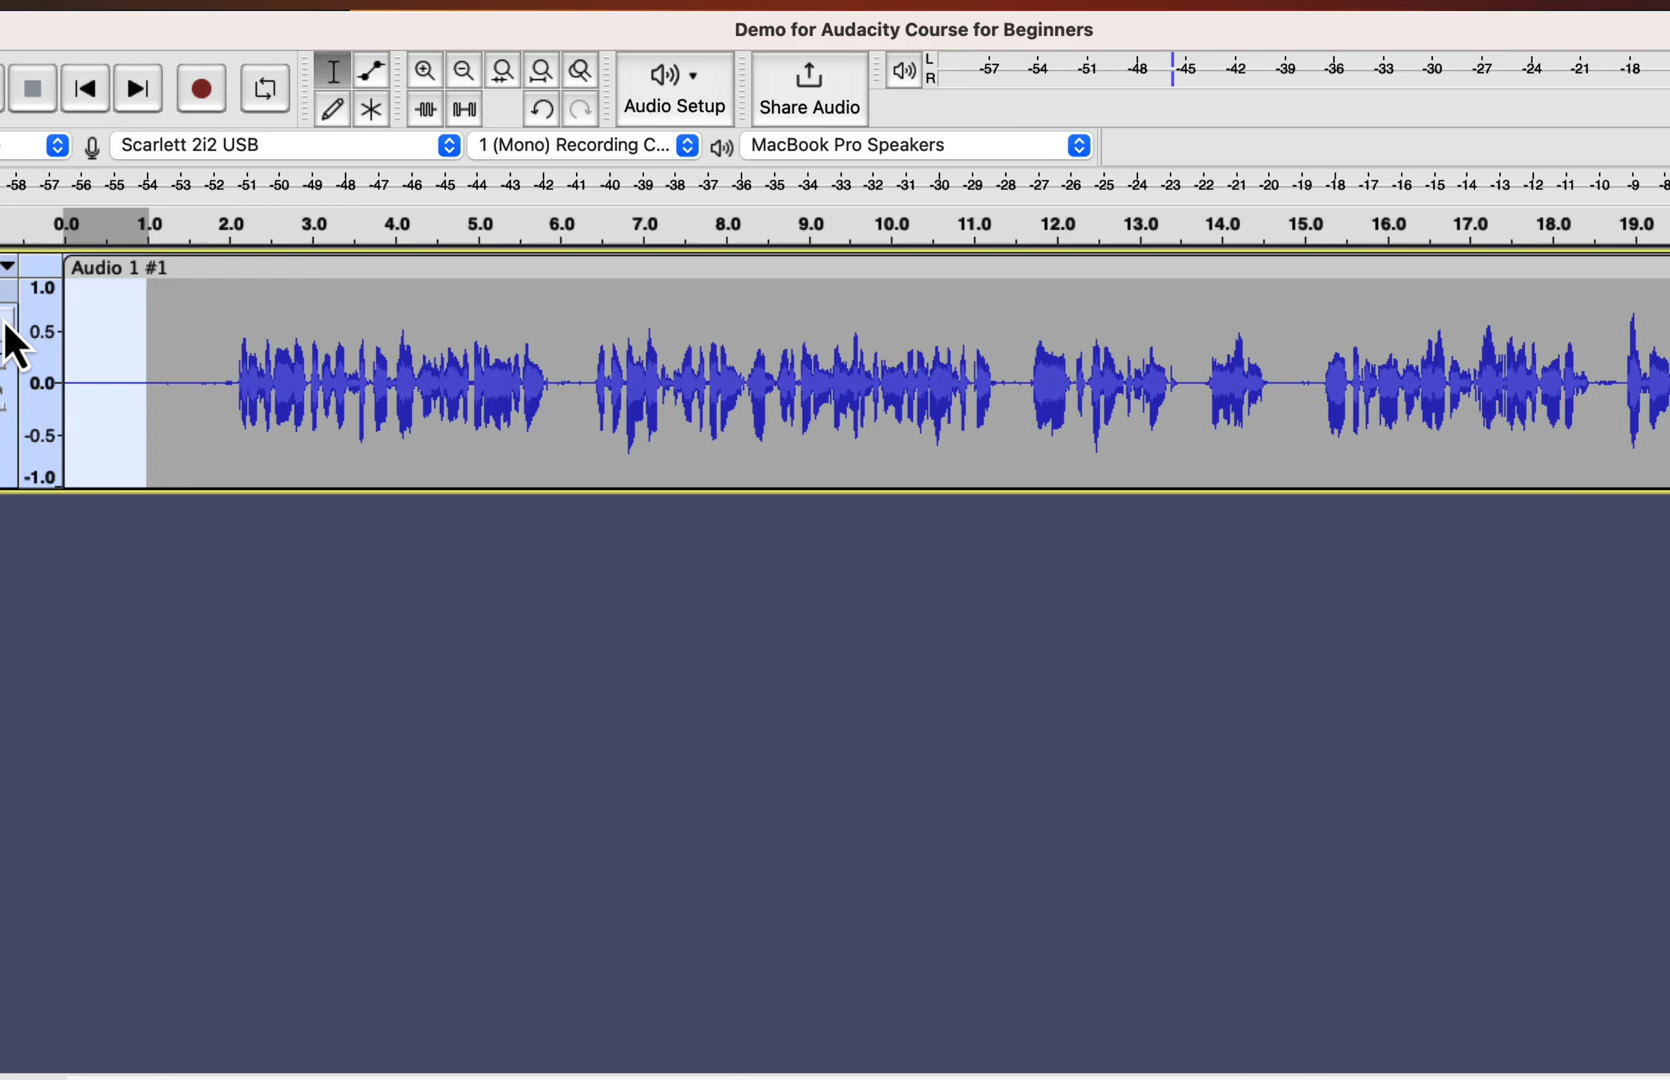 Demo for Audacity Course for Beginners
Audio Setup
Share Audio
L
R
-57 -54 -51 -48 -45 -42 -39 -36 -33 -30 -27 -24 -21 -18
Scarlett 2i2 USB
1 (Mono) Recording C...
MacBook Pro Speakers
-58 -57 -56 -55 -54 -53 -52 -51 -50 -49 -48 -47 -46 -45 -44 -43 -42 -41 -40 -39 -38 -37 -36 -35 -34 -33 -32 -31 -30 -29 -28 -27 -26 -25 -24 -23 -22 -21 -20 -19 -18 -17 -16 -15 -14 -13 -12 -11 -10 -9
0.0 1.0 2.0 3.0 4.0 5.0 6.0 7.0 8.0 9.0 10.0 11.0 12.0 13.0 14.0 15.0 16.0 17.0 18.0 19.0
Audio 1 #1
1.0
0.5
0.0
-0.5
-1.0